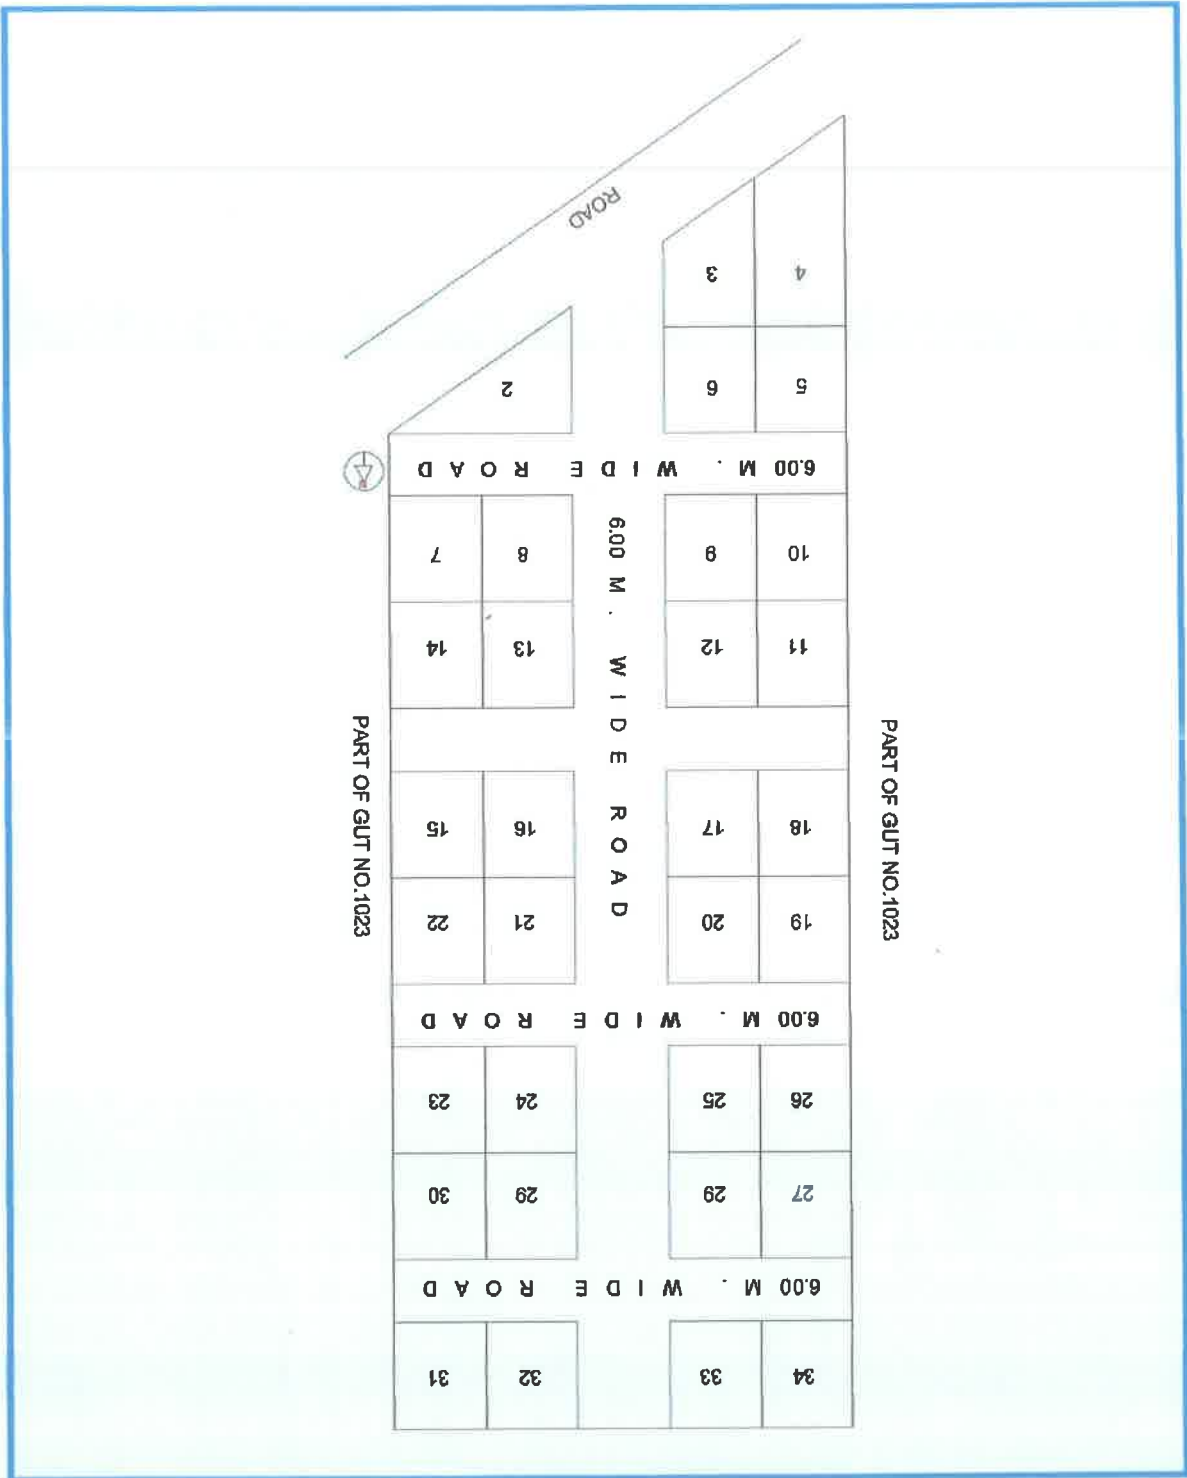 34 33 32 31
6.00 M. WIDE ROAD
27 29 29 30
26 25 24 23
6.00 M. WIDE ROAD
19 20 21 22
18 17 16 15
PART OF GUT NO.1023
6.00 M. WIDE ROAD
PART OF GUT NO.1023
11 12 13 14
10 9 8 7
6.00 M. WIDE ROAD
5 6 2
4 3
ROAD